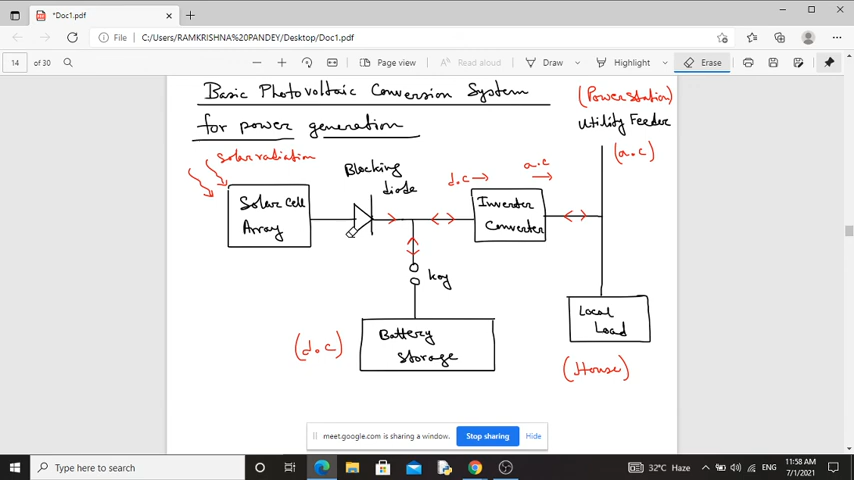 *Doc1.pdf
File
C:/Users/RAMKRISHNA%20PANDEY/Desktop/Doc1.pdf
14 of 30
Page view
Read aloud
Draw
Highlight
Erase
Basic Photovoltaic Conversion System
for power generation
(Power Station)
Utility Feeder
(a.c)
Solar radiation
Blocking
diode
d.c
a.c
Solar Cell
Array
Inverter
Converter
key
Battery
Storage
(d.c)
Local
Load
(House)
meet.google.com is sharing a window.
Stop sharing
Hide
Type here to search
32°C Haze
ENG
11:58 AM
7/1/2021